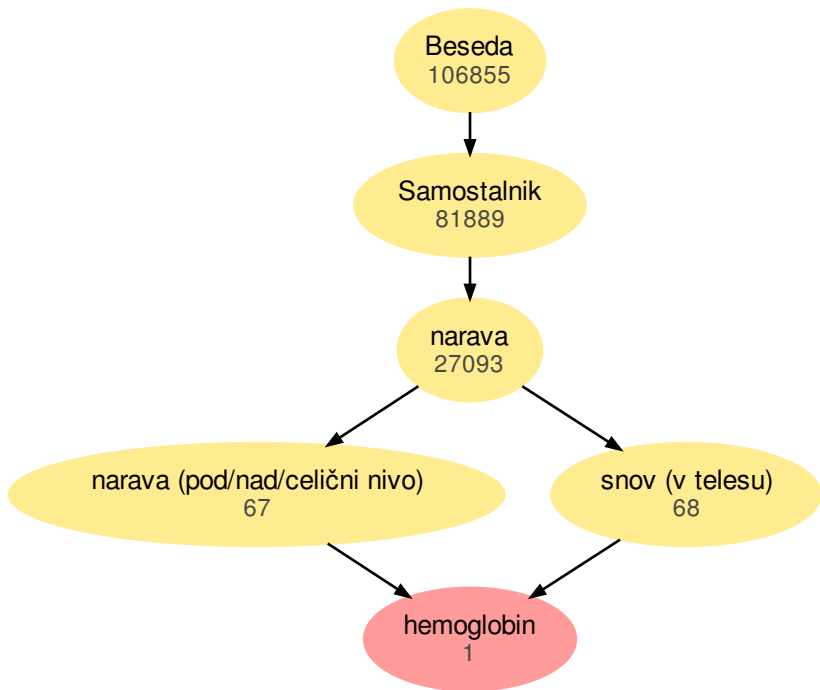 Beseda
106855
Samostalnik
81889
narava
27093
narava (pod/nad/celični nivo)
67
snov (v telesu)
68
hemoglobin
1